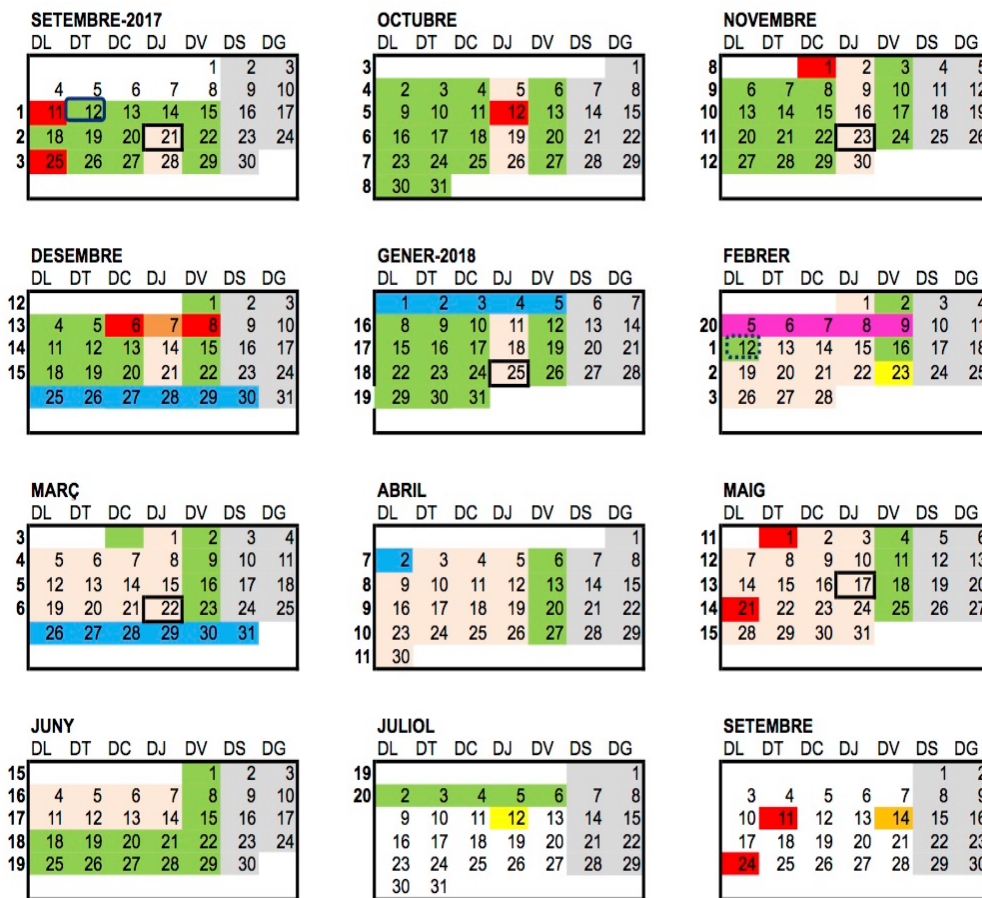 SETEMBRE-2017
DL DT DC DJ DV DS DG
1 2 3
4 5 6 7 8 9 10
1 11 12 13 14 15 16 17
2 18 19 20 21 22 23 24
3 25 26 27 28 29 30
OCTUBRE
DL DT DC DJ DV DS DG
3 1
4 2 3 4 5 6 7 8
5 9 10 11 12 13 14 15
6 16 17 18 19 20 21 22
7 23 24 25 26 27 28 29
8 30 31
NOVEMBRE
DL DT DC DJ DV DS DG
8 1 2 3 4 5
9 6 7 8 9 10 11 12
10 13 14 15 16 17 18 19
11 20 21 22 23 24 25 26
12 27 28 29 30
DESEMBRE
DL DT DC DJ DV DS DG
12 1 2 3
13 4 5 6 7 8 9 10
14 11 12 13 14 15 16 17
15 18 19 20 21 22 23 24
25 26 27 28 29 30 31
GENER-2018
DL DT DC DJ DV DS DG
1 2 3 4 5 6 7
16 8 9 10 11 12 13 14
17 15 16 17 18 19 20 21
18 22 23 24 25 26 27 28
19 29 30 31
FEBRER
DL DT DC DJ DV DS DG
1 2 3 4
20 5 6 7 8 9 10 11
1 12 13 14 15 16 17 18
2 19 20 21 22 23 24 25
3 26 27 28
MARÇ
DL DT DC DJ DV DS DG
3 1 2 3 4
4 5 6 7 8 9 10 11
5 12 13 14 15 16 17 18
6 19 20 21 22 23 24 25
26 27 28 29 30 31
ABRIL
DL DT DC DJ DV DS DG
1
7 2 3 4 5 6 7 8
8 9 10 11 12 13 14 15
9 16 17 18 19 20 21 22
10 23 24 25 26 27 28 29
11 30
MAIG
DL DT DC DJ DV DS DG
11 1 2 3 4 5 6
12 7 8 9 10 11 12 13
13 14 15 16 17 18 19 20
14 21 22 23 24 25 26 27
15 28 29 30 31
JUNY
DL DT DC DJ DV DS DG
15 1 2 3
16 4 5 6 7 8 9 10
17 11 12 13 14 15 16 17
18 18 19 20 21 22 23 24
19 25 26 27 28 29 30
JULIOL
DL DT DC DJ DV DS DG
19 1
20 2 3 4 5 6 7 8
9 10 11 12 13 14 15
16 17 18 19 20 21 22
23 24 25 26 27 28 29
30 31
SETEMBRE
DL DT DC DJ DV DS DG
1 2
3 4 5 6 7 8 9
10 11 12 13 14 15 16
17 18 19 20 21 22 23
24 25 26 27 28 29 30